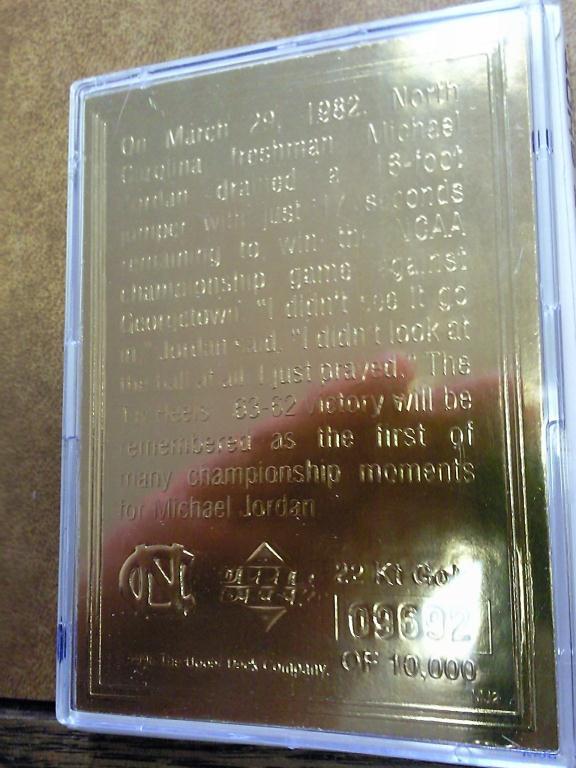 On March 29, 1982, North
Carolina freshman Michael
Jordan drained a 16-foot
jumper with just 17 seconds
remaining to win the NCAA
championship game against
Georgetown. "I didn't see it go
in." Jordan said. "I didn't look at
the ball at all. I just prayed." The
Tar Heels' 63-62 victory will be
remembered as the first of
many championship moments
for Michael Jordan
NC
UPPER
DECK
22 Kt Gold
09692
The Upper Deck Company.
OF 10,000